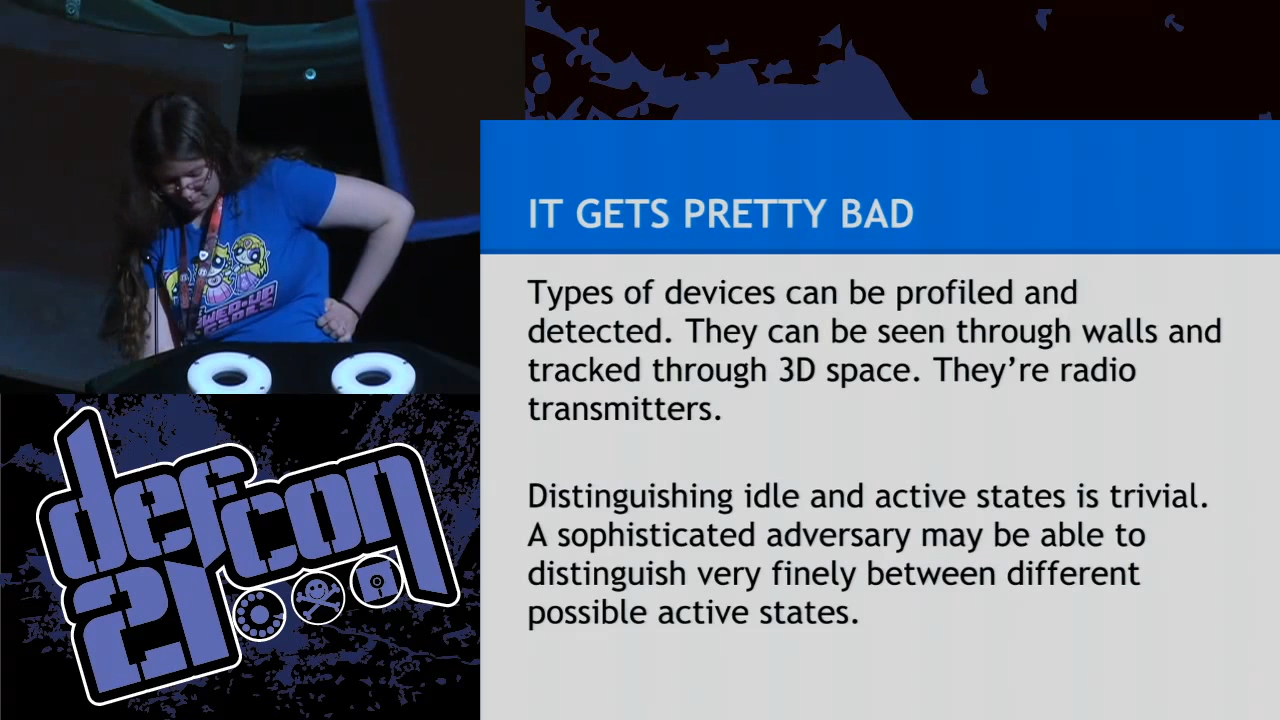 IT GETS PRETTY BAD
Types of devices can be profiled and
detected. They can be seen through walls and
tracked through 3D space. They’re radio
transmitters.
Distinguishing idle and active states is trivial.
A sophisticated adversary may be able to
distinguish very finely between different
possible active states.
defcon
21